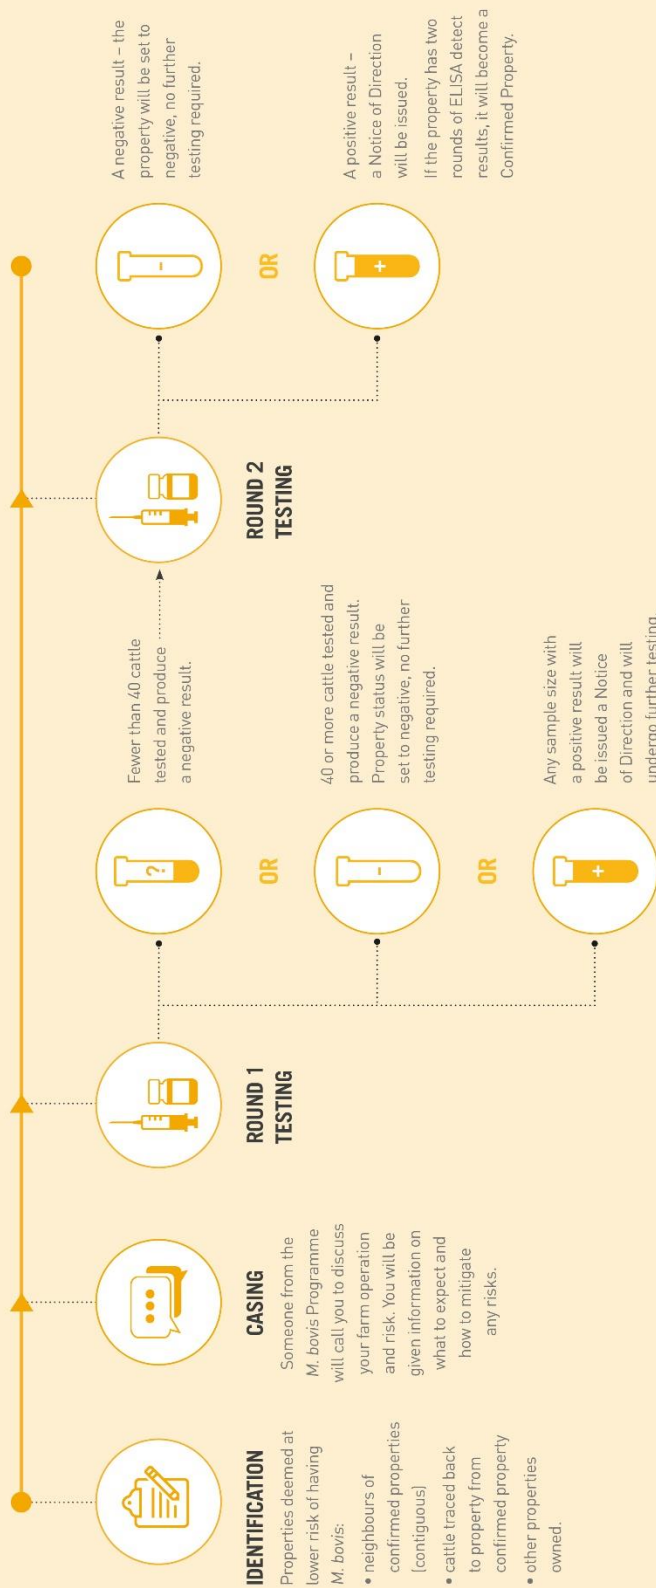 IDENTIFICATION
Properties deemed at
lower risk of having
M. bovis:
• neighbours of
confirmed properties
(contiguous)
• cattle traced back
to property from
confirmed property
• other properties
owned.
CASING
Someone from the
M. bovis Programme
will call you to discuss
your farm operation
and risk. You will be
given information on
what to expect and
how to mitigate
any risks.
ROUND 1
TESTING
?
OR
-
OR
+
Fewer than 40 cattle
tested and produce
a negative result.
40 or more cattle tested and
produce a negative result.
Property status will be
set to negative, no further
testing required.
Any sample size with
a positive result will
be issued a Notice
of Direction and will
undergo further testing.
ROUND 2
TESTING
-
OR
+
A negative result – the
property will be set to
negative, no further
testing required.
A positive result –
a Notice of Direction
will be issued.
If the property has two
rounds of ELISA detect
results, it will become a
Confirmed Property.